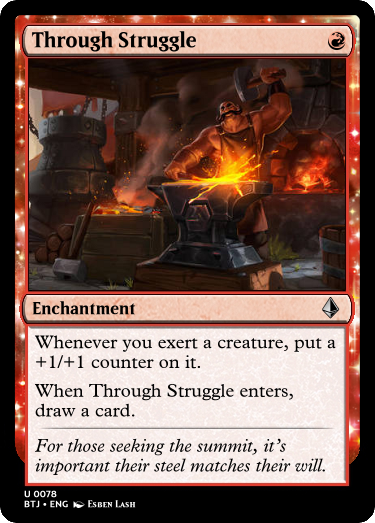 Through Struggle
Enchantment
Whenever you exert a creature, put a
+1/+1 counter on it.
When Through Struggle enters,
draw a card.
For those seeking the summit, it's
important their steel matches their will.
U 0078
BTJ • ENG Esben Lash